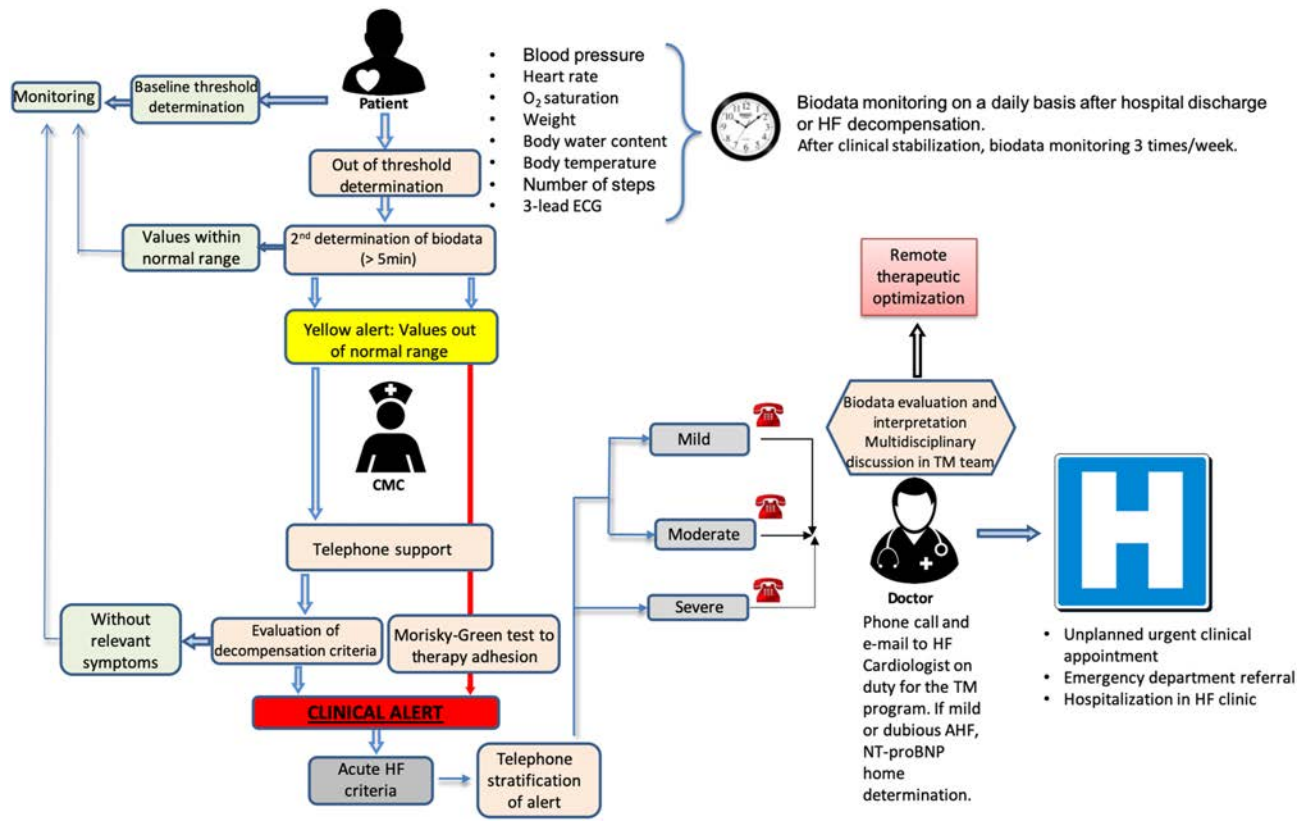 Patient
Monitoring
Baseline threshold
determination
• Blood pressure
• Heart rate
• O₂ saturation
• Weight
• Body water content
• Body temperature
• Number of steps
• 3-lead ECG
Biodata monitoring on a daily basis after hospital discharge
or HF decompensation.
After clinical stabilization, biodata monitoring 3 times/week.
Out of threshold
determination
Values within
normal range
2nd determination of biodata
(> 5min)
Yellow alert: Values out
of normal range
CMC
Telephone support
Without
relevant
symptoms
Evaluation of
decompensation criteria
Morisky-Green test to
therapy adhesion
CLINICAL ALERT
Acute HF
criteria
Telephone
stratification
of alert
Mild
Moderate
Severe
Remote
therapeutic
optimization
Biodata evaluation and
interpretation
Multidisciplinary
discussion in TM team
Doctor
Phone call and
e-mail to HF
Cardiologist on
duty for the TM
program. If mild
or dubious AHF,
NT-proBNP
home
determination.
H
• Unplanned urgent clinical
appointment
• Emergency department referral
• Hospitalization in HF clinic